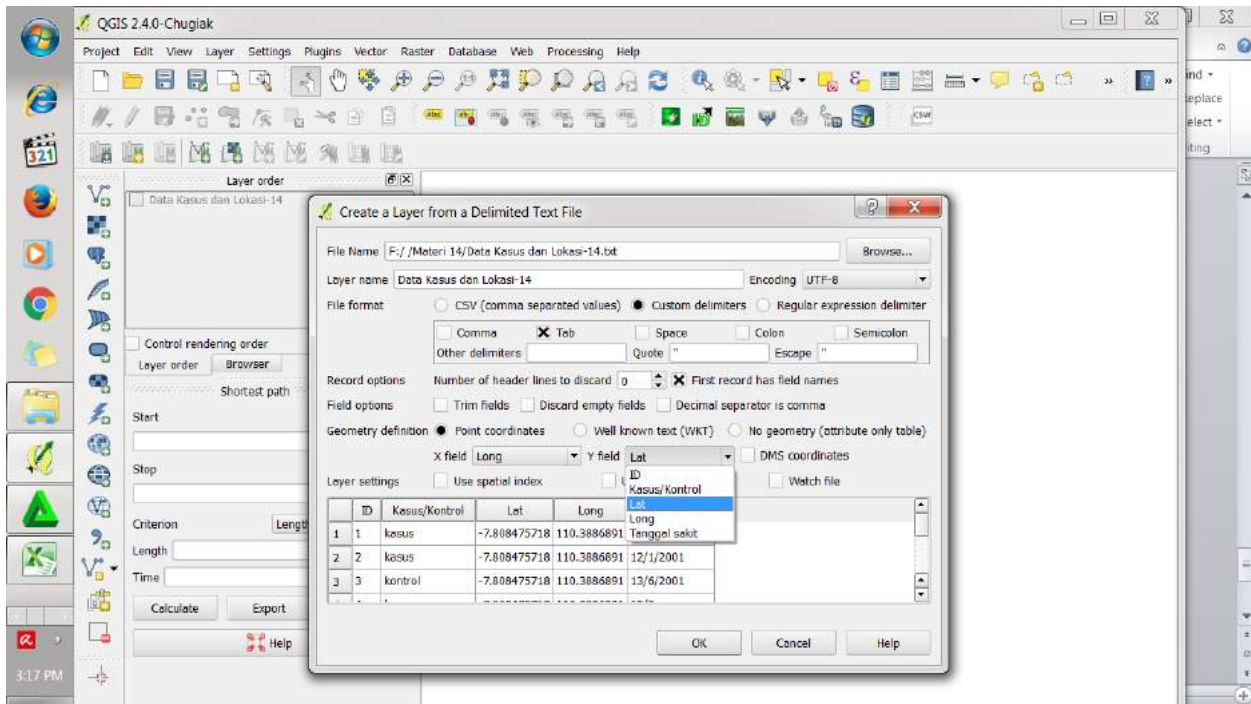 QGIS 2.4.0-Chugiak
Project Edit View Layer Settings Plugins Vector Raster Database Web Processing Help
ind
eplace
elect
iting
CSV
321
Layer order
Data Kasus dan Lokasi-14
Control rendering order
Layer order Browser
Shortest path
Start
Stop
Criterion Lengt
Length
Time
Calculate Export
Help
Create a Layer from a Delimited Text File
File Name F:/ /Materi 14/Data Kasus dan Lokasi-14.txt Browse...
Layer name Data Kasus dan Lokasi-14 Encoding UTF-8
File format CSV (comma separated values) Custom delimiters Regular expression delimiter
Comma Tab Space Colon Semicolon
Other delimiters Quote " Escape "
Record options Number of header lines to discard 0 First record has field names
Field options Trim fields Discard empty fields Decimal separator is comma
Geometry definition Point coordinates Well known text (WKT) No geometry (attribute only table)
X field Long Y field Lat DMS coordinates
Layer settings Use spatial index U Watch file
ID
Kasus/Kontrol
Lat
Long
Tanggal sakit
ID Kasus/Kontrol Lat Long
1 1 kasus -7.808475718 110.3886891
2 2 kasus -7.808475718 110.3886891 12/1/2001
3 3 kontrol -7.808475718 110.3886891 13/6/2001
OK Cancel Help
3:17 PM